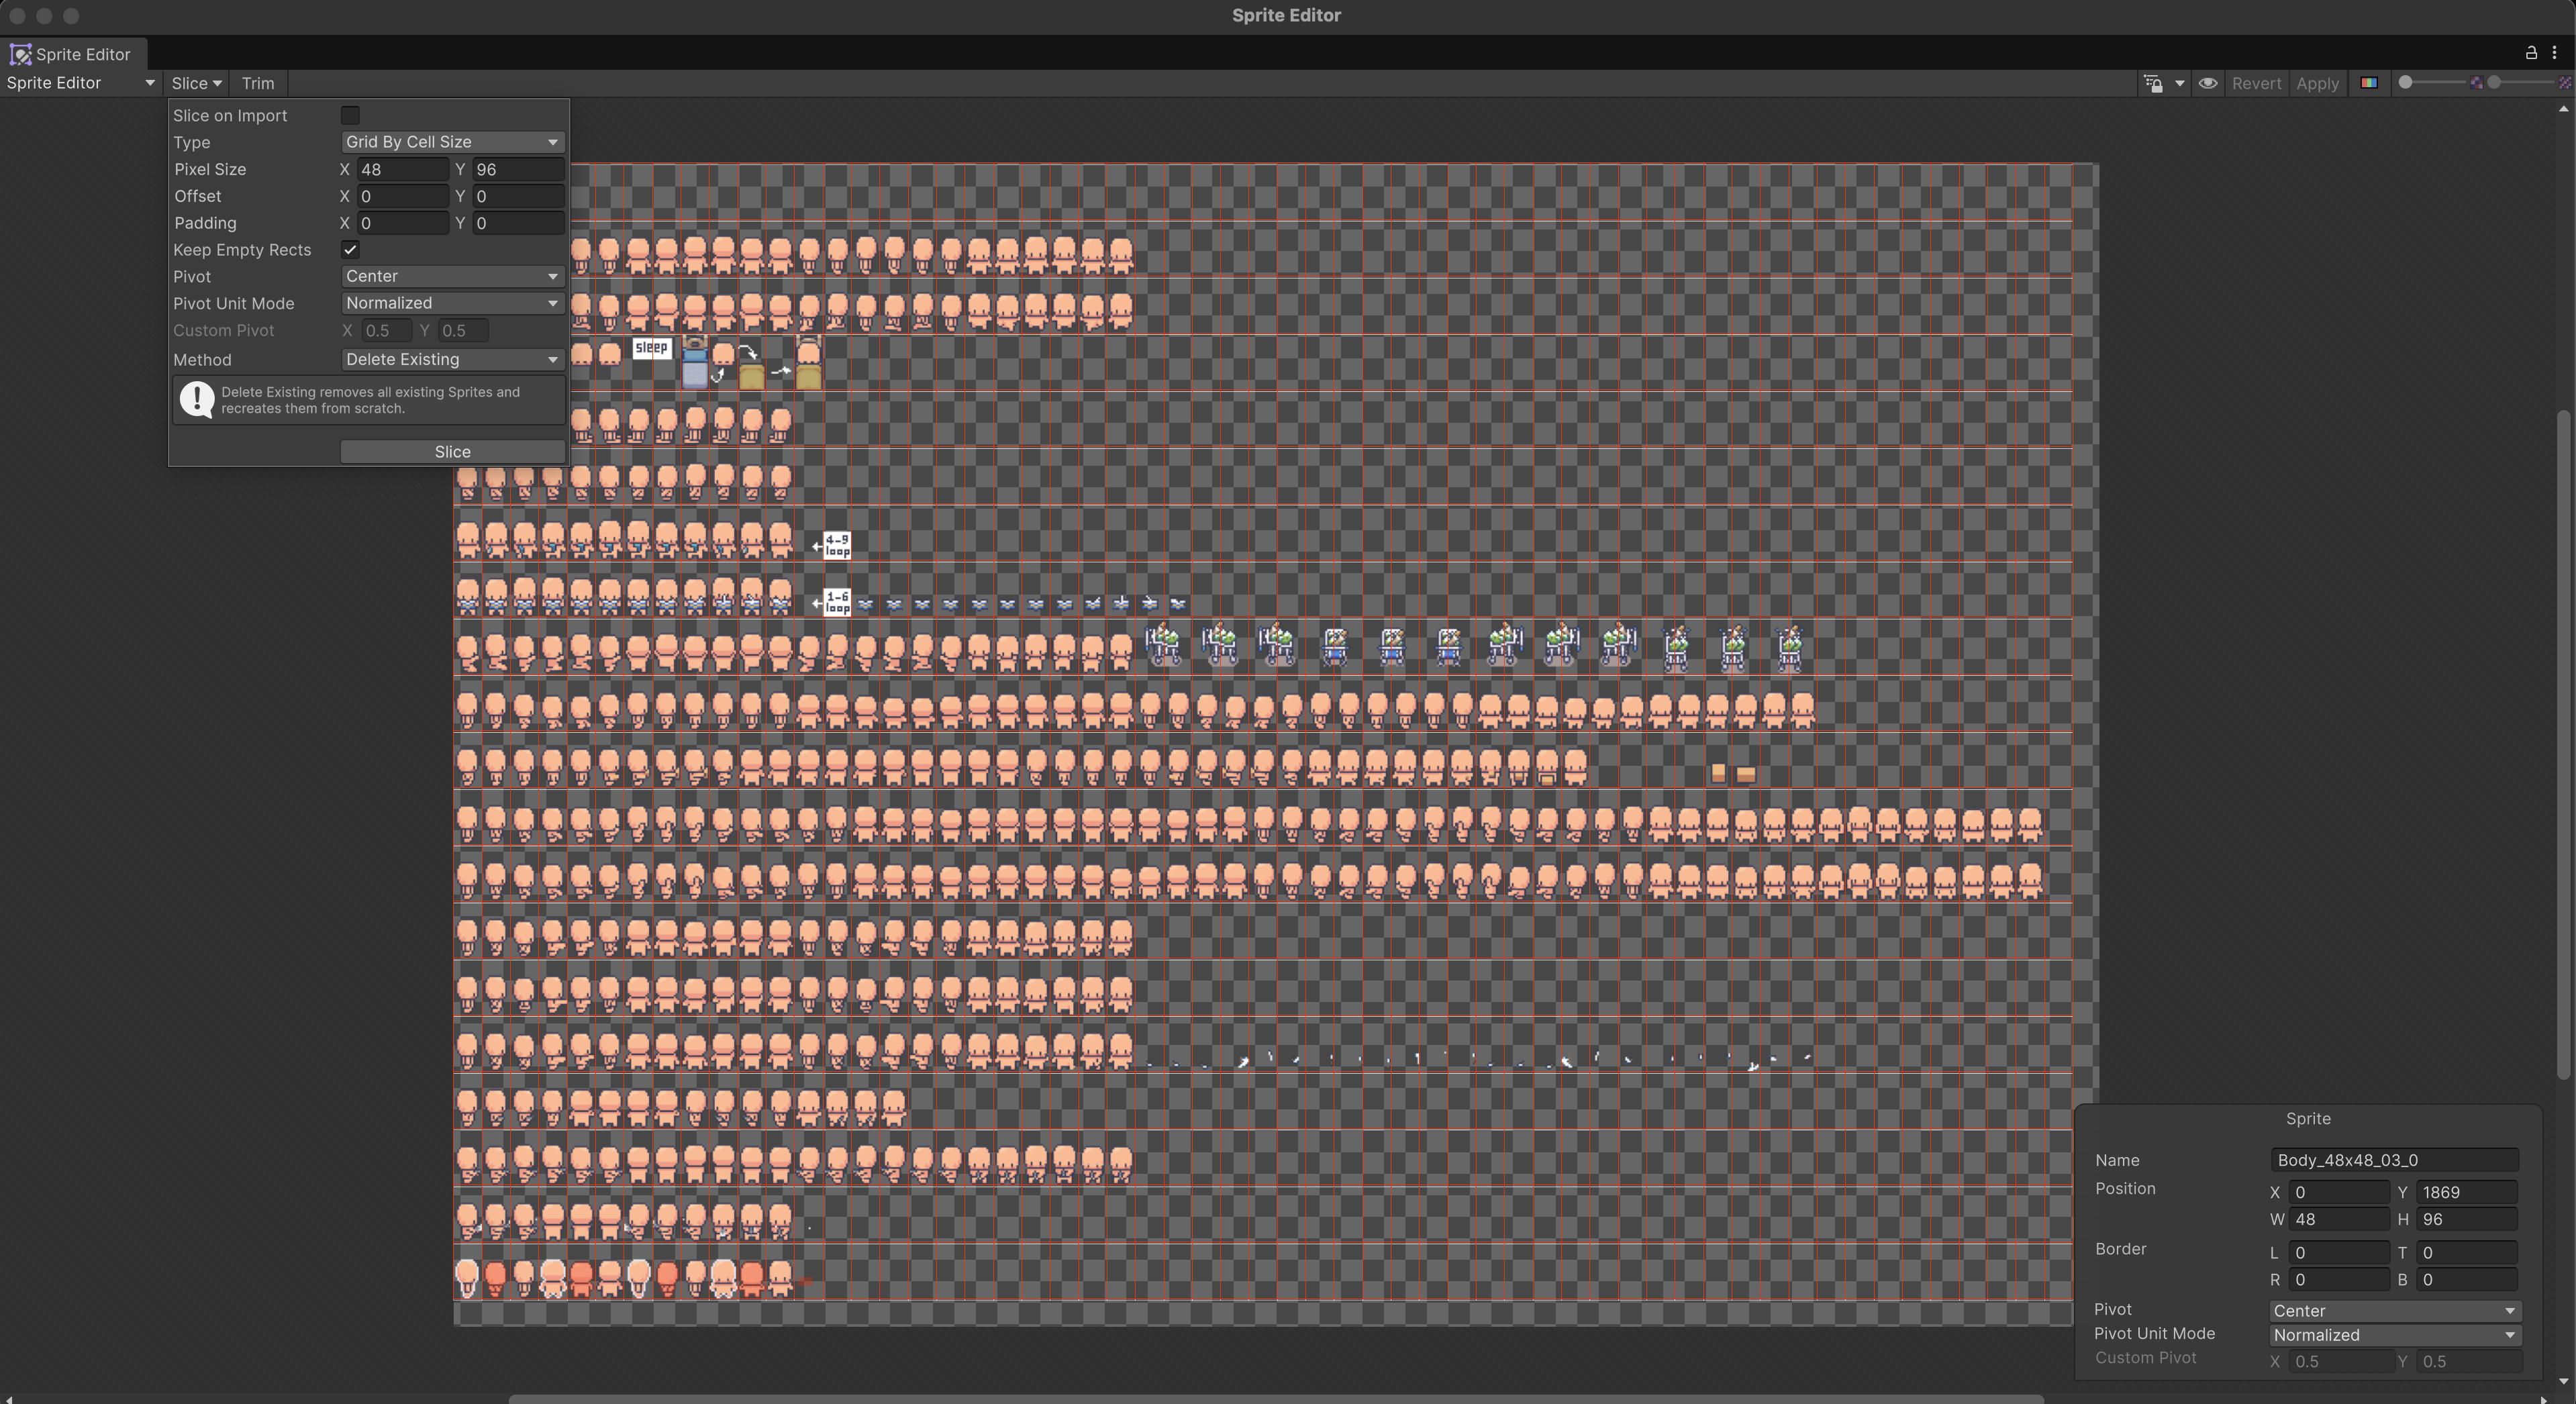 Sprite Editor
Sprite Editor
Sprite Editor Slice Trim Revert Apply
Slice on Import
Type Grid By Cell Size
Pixel Size X 48 Y 96
Offset X 0 Y 0
Padding X 0 Y 0
Keep Empty Rects
Pivot Center
Pivot Unit Mode Normalized
Custom Pivot X 0.5 Y 0.5
Method Delete Existing
Delete Existing removes all existing Sprites and
recreates them from scratch.
Slice
sleep
4-9
loop
1-6
loop
Sprite
Name Body_48x48_03_0
Position X 0 Y 1869
W 48 H 96
Border L 0 T 0
R 0 B 0
Pivot Center
Pivot Unit Mode Normalized
Custom Pivot X 0.5 Y 0.5